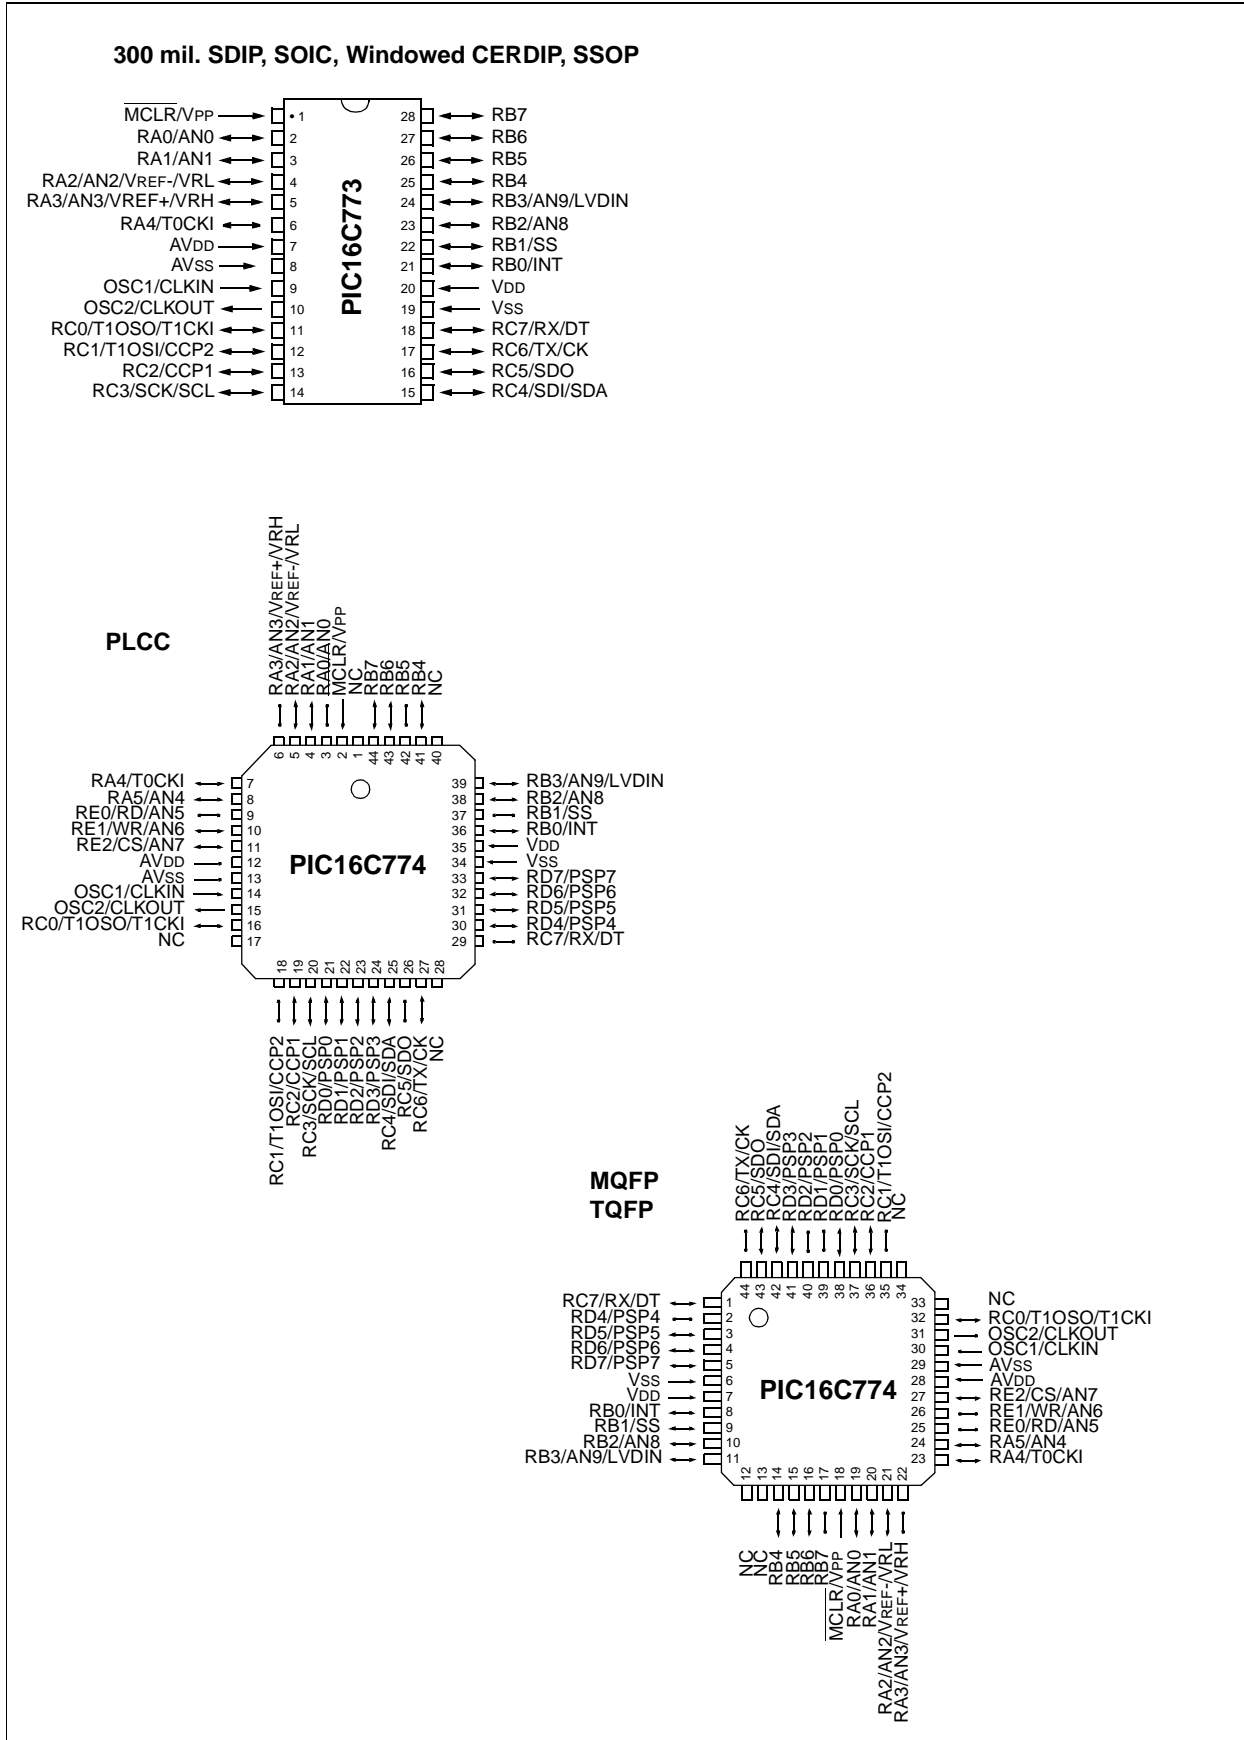 300 mil. SDIP, SOIC, Windowed CERDIP, SSOP
MCLR/VPP 1 28 RB7
RA0/AN0 2 27 RB6
RA1/AN1 3 26 RB5
RA2/AN2/VREF-/VRL 4 25 RB4
RA3/AN3/VREF+/VRH 5 24 RB3/AN9/LVDIN
RA4/T0CKI 6 23 RB2/AN8
AVDD 7 22 RB1/SS
AVSS 8 21 RB0/INT
OSC1/CLKIN 9 20 VDD
OSC2/CLKOUT 10 19 VSS
RC0/T1OSO/T1CKI 11 18 RC7/RX/DT
RC1/T1OSI/CCP2 12 17 RC6/TX/CK
RC2/CCP1 13 16 RC5/SDO
RC3/SCK/SCL 14 15 RC4/SDI/SDA
PIC16C773
PLCC
RA3/AN3/VREF+/VRH
RA2/AN2/VREF-/VRL
RA1/AN1
RA0/AN0
MCLR/VPP
NC
RB7
RB6
RB5
RB4
NC
6 5 4 3 2 1 44 43 42 41 40
RA4/T0CKI 7 39 RB3/AN9/LVDIN
RA5/AN4 8 38 RB2/AN8
RE0/RD/AN5 9 37 RB1/SS
RE1/WR/AN6 10 36 RB0/INT
RE2/CS/AN7 11 35 VDD
AVDD 12 34 VSS
AVSS 13 33 RD7/PSP7
OSC1/CLKIN 14 32 RD6/PSP6
OSC2/CLKOUT 15 31 RD5/PSP5
RC0/T1OSO/T1CKI 16 30 RD4/PSP4
NC 17 29 RC7/RX/DT
PIC16C774
18 19 20 21 22 23 24 25 26 27 28
RC1/T1OSI/CCP2
RC2/CCP1
RC3/SCK/SCL
RD0/PSP0
RD1/PSP1
RD2/PSP2
RD3/PSP3
RC4/SDI/SDA
RC5/SDO
RC6/TX/CK
NC
MQFP
TQFP
RC6/TX/CK
RC5/SDO
RC4/SDI/SDA
RD3/PSP3
RD2/PSP2
RD1/PSP1
RD0/PSP0
RC3/SCK/SCL
RC2/CCP1
RC1/T1OSI/CCP2
NC
44 43 42 41 40 39 38 37 36 35 34
RC7/RX/DT 1 33 NC
RD4/PSP4 2 32 RC0/T1OSO/T1CKI
RD5/PSP5 3 31 OSC2/CLKOUT
RD6/PSP6 4 30 OSC1/CLKIN
RD7/PSP7 5 29 AVSS
VSS 6 28 AVDD
VDD 7 27 RE2/CS/AN7
RB0/INT 8 26 RE1/WR/AN6
RB1/SS 9 25 RE0/RD/AN5
RB2/AN8 10 24 RA5/AN4
RB3/AN9/LVDIN 11 23 RA4/T0CKI
PIC16C774
12 13 14 15 16 17 18 19 20 21 22
NC
NC
RB4
RB5
RB6
RB7
MCLR/VPP
RA0/AN0
RA1/AN1
RA2/AN2/VREF-/VRL
RA3/AN3/VREF+/VRH